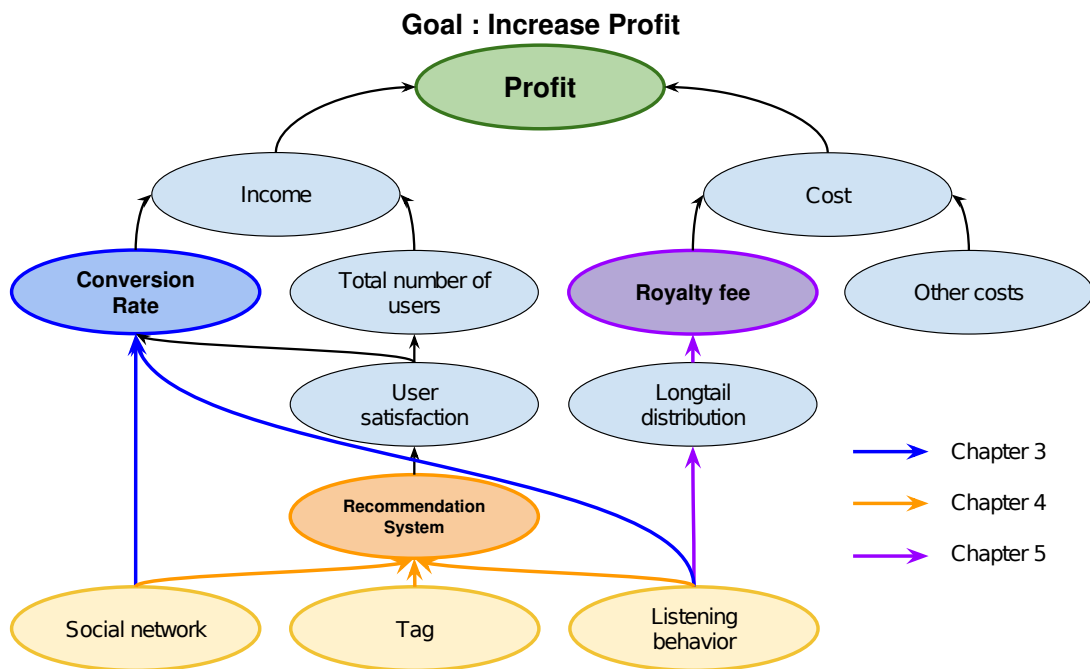 Goal : Increase Profit
Profit
Income
Cost
Conversion
Rate
Total number of
users
Royalty fee
Other costs
User
satisfaction
Longtail
distribution
Chapter 3
Recommendation
System
Chapter 4
Chapter 5
Social network
Tag
Listening
behavior